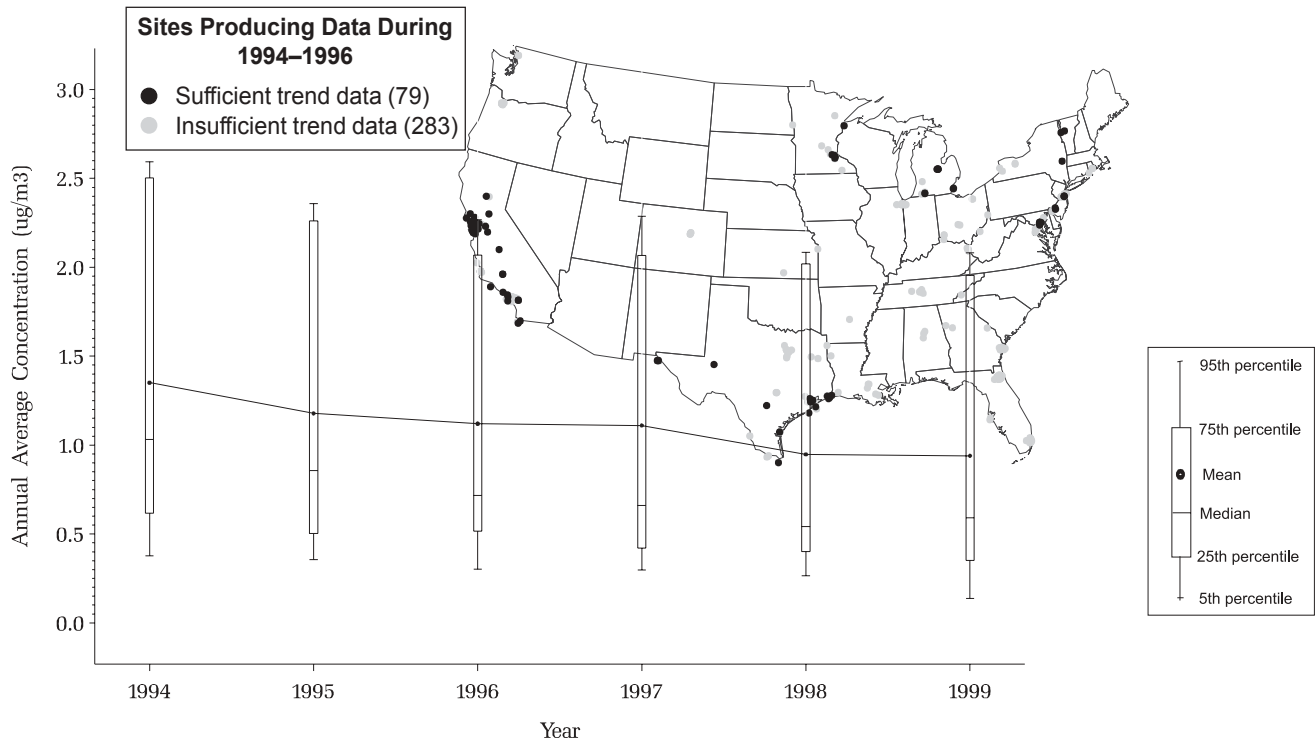 Sites Producing Data During
1994–1996
Sufficient trend data (79)
Insufficient trend data (283)
Annual Average Concentration (ug/m3)
3.0
2.5
2.0
1.5
1.0
0.5
0.0
1994 1995 1996 1997 1998 1999
Year
95th percentile
75th percentile
Mean
Median
25th percentile
5th percentile